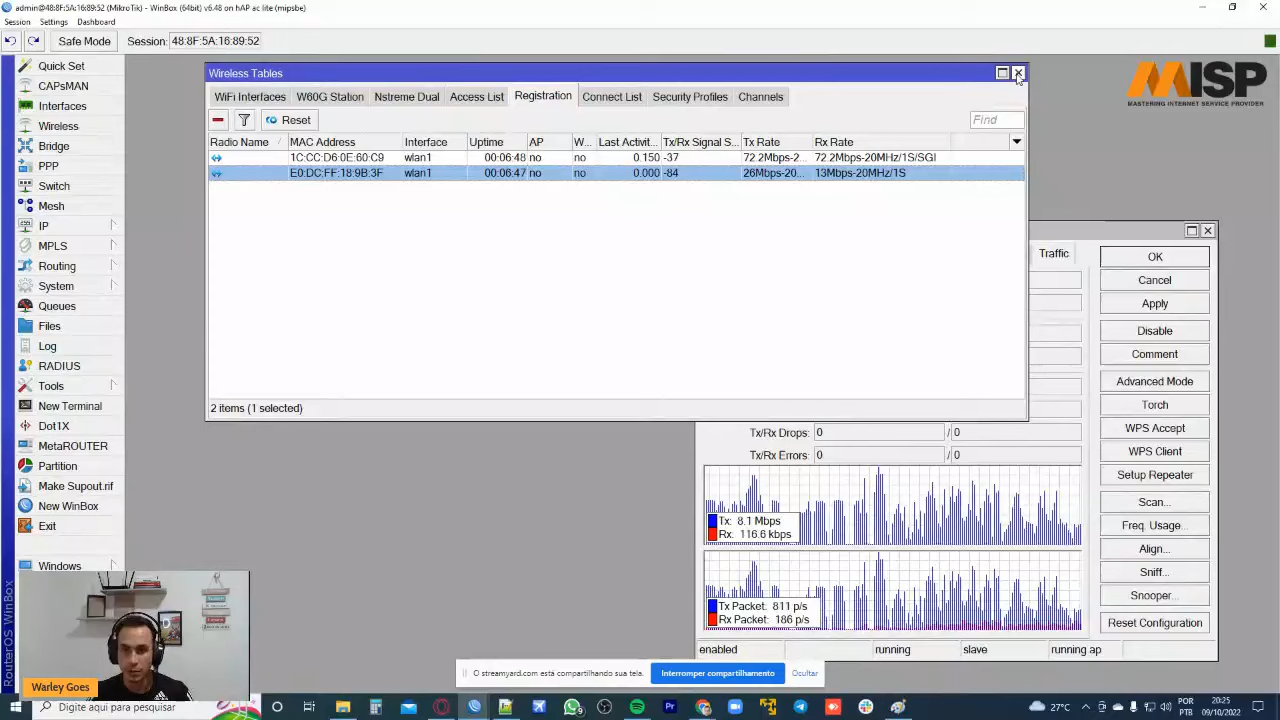 admin@48:8F:5A:16:89:52 (MikroTik) - WinBox (64bit) v6.48 on hAP ac lite (mipsbe)
Session Settings Dashboard
Safe Mode Session: 48:8F:5A:16:89:52
Quick Set
CAPsMAN
Interfaces
Wireless
Bridge
PPP
Switch
Mesh
IP
MPLS
Routing
System
Queues
Files
Log
RADIUS
Tools
New Terminal
Dot1X
MetaROUTER
Partition
Make Supout.rif
New WinBox
Exit
Windows
RouterOS WinBox
Wireless Tables
WiFi Interfaces W60G Station Nstreme Dual Access List Registration Connect List Security Profiles Channels
Reset Find
Radio Name MAC Address Interface Uptime AP W... Last Activit... Tx/Rx Signal S... Tx Rate Rx Rate
1C:CC:D6:0E:60:C9 wlan1 00:06:48 no no 0.150 -37 72.2Mbps-2... 72.2Mbps-20MHz/1S/SGI
E0:DC:FF:18:9B:3F wlan1 00:06:47 no no 0.000 -84 26Mbps-20... 13Mbps-20MHz/1S
2 items (1 selected)
MISP
MASTERING INTERNET SERVICE PROVIDER
Traffic
OK
Cancel
Apply
Disable
Comment
Advanced Mode
Torch
WPS Accept
WPS Client
Setup Repeater
Scan...
Freq. Usage...
Align...
Sniff...
Snooper...
Reset Configuration
Tx/Rx Drops: 0 / 0
Tx/Rx Errors: 0 / 0
Tx: 8.1 Mbps
Rx: 116.6 kbps
Tx Packet: 811 p/s
Rx Packet: 186 p/s
enabled running slave running ap
O streamyard.com está compartilhando sua tela. Interromper compartilhamento Ocultar
Warley Goes
Digite aqui para pesquisar
27°C
POR
PTB
20:25
09/10/2022